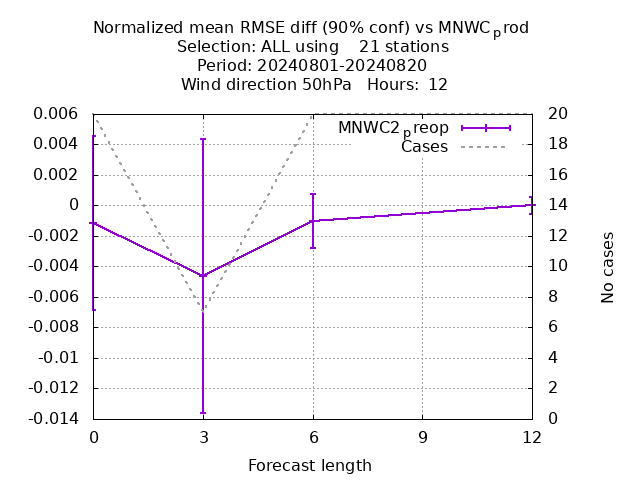 Normalized mean RMSE diff (90% conf) vs MNWC_prod
Selection: ALL using 21 stations
Period: 20240801-20240820
Wind direction 50hPa Hours: 12
MNWC2_preop
Cases
0.006
0.004
0.002
0
-0.002
-0.004
-0.006
-0.008
-0.01
-0.012
-0.014
20
18
16
14
12
10
8
6
4
2
0
No cases
0 3 6 9 12
Forecast length